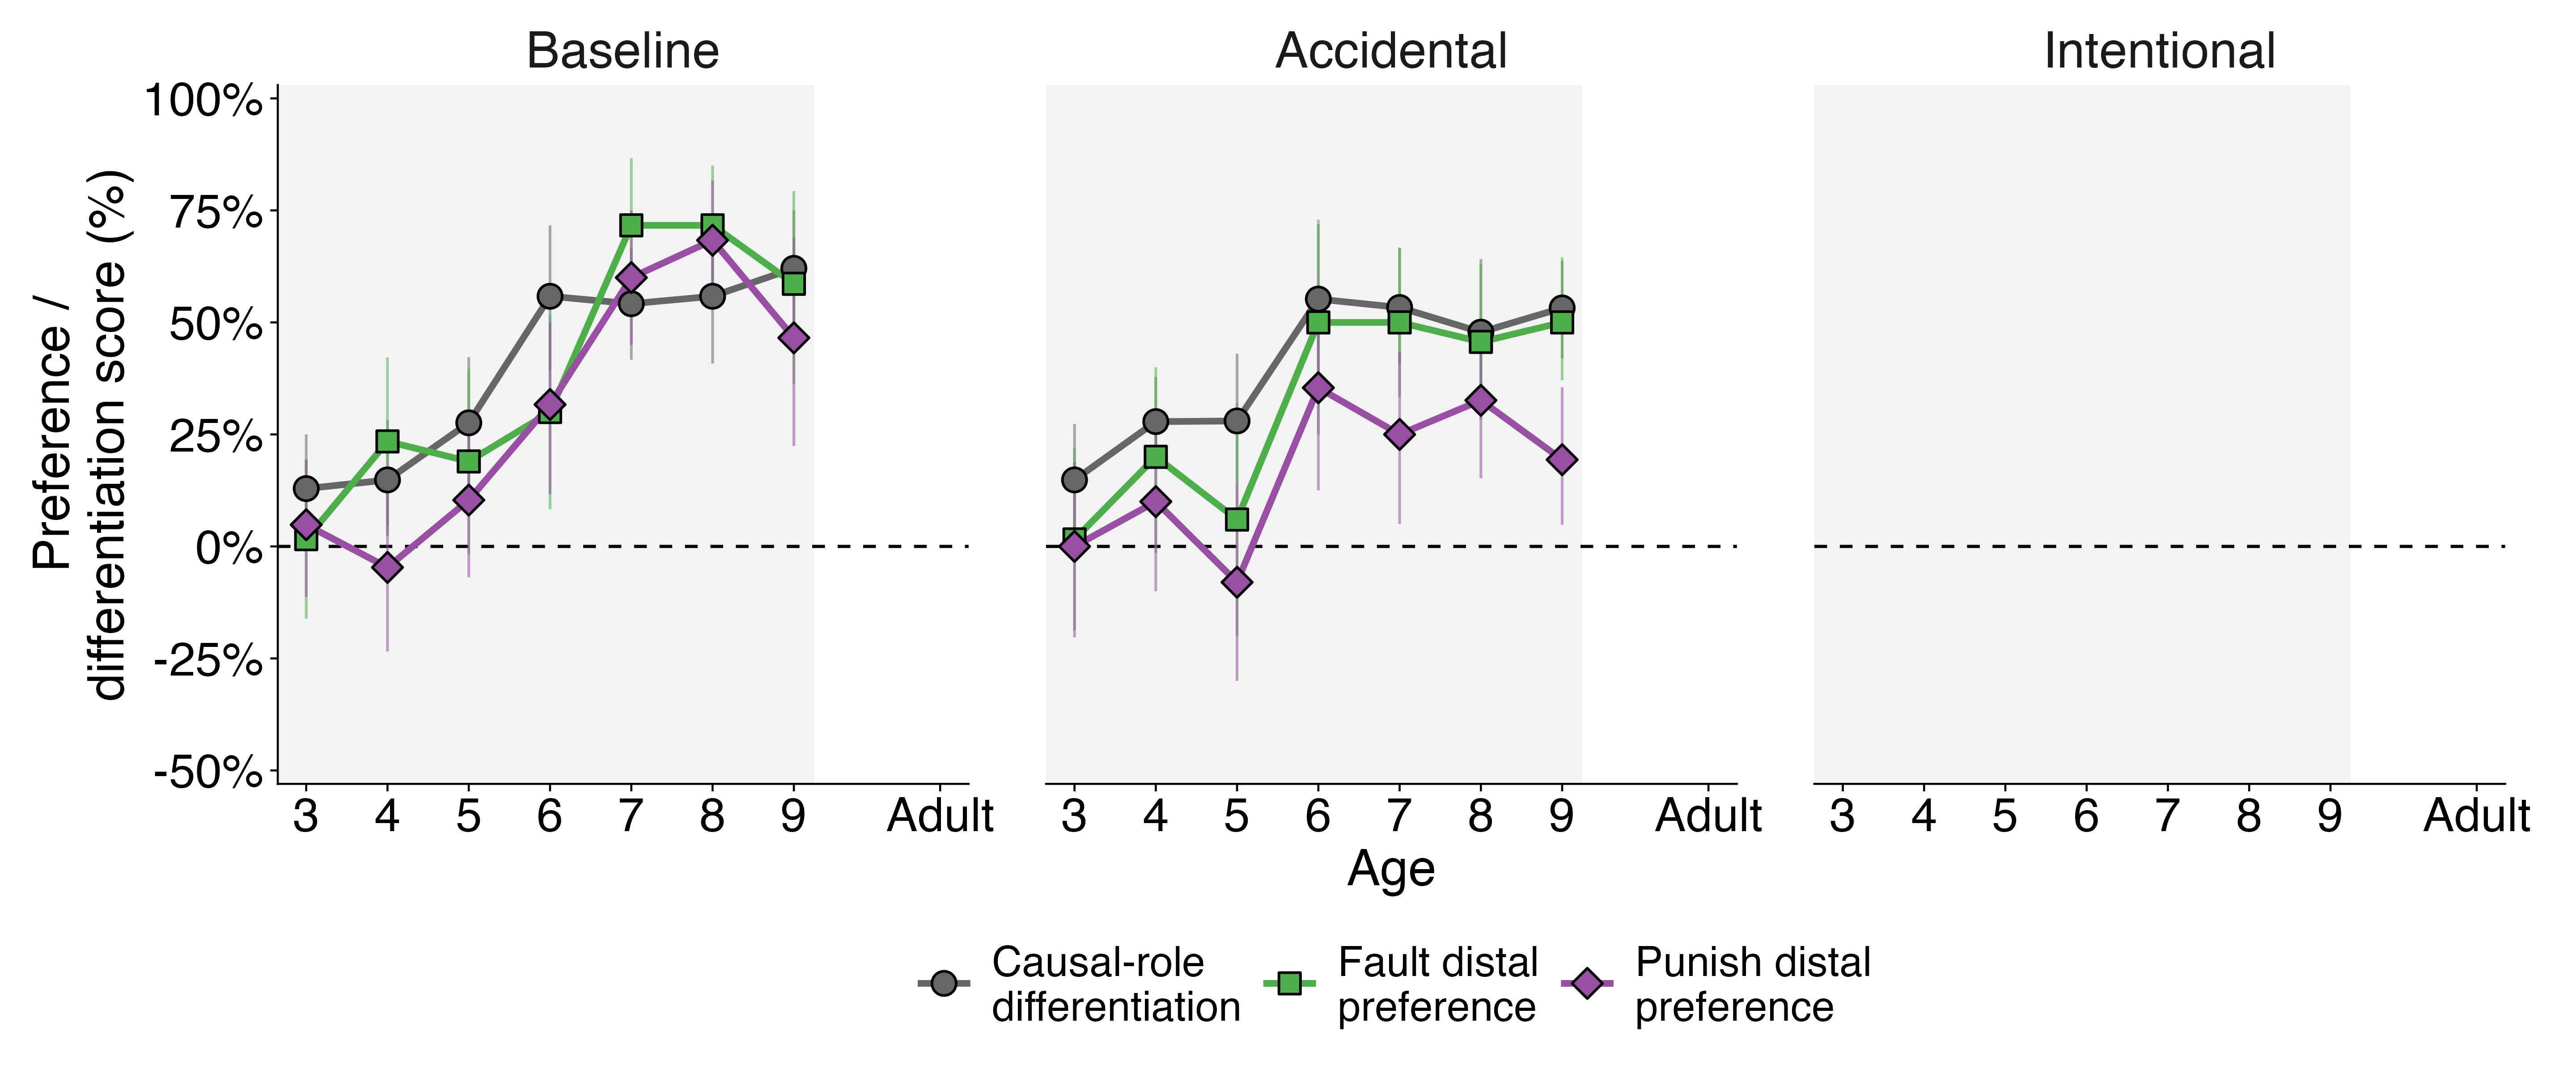 Baseline
Accidental
Intentional
Preference /
differentiation score (%)
100%
75%
50%
25%
0%
-25%
-50%
3 4 5 6 7 8 9 Adult
3 4 5 6 7 8 9 Adult
3 4 5 6 7 8 9 Adult
Age
Causal-role
differentiation
Fault distal
preference
Punish distal
preference